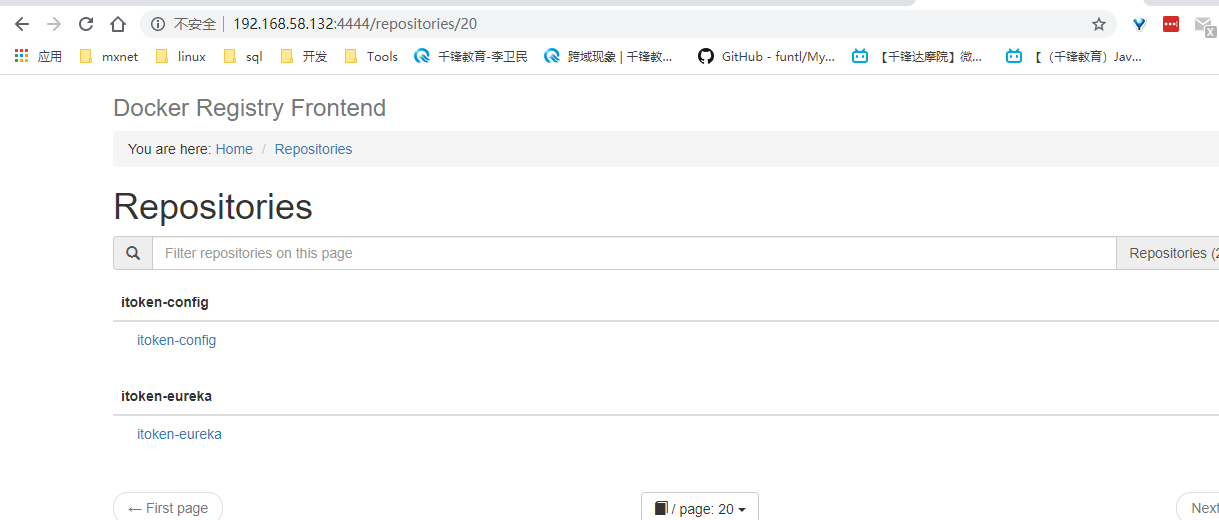 不安全 192.168.58.132:4444/repositories/20
应用 mxnet linux sql 开发 Tools 千锋教育-李卫民 跨域现象 | 千锋教... GitHub - funtl/My... 【千锋达摩院】微... 【（千锋教育）Jav...
Docker Registry Frontend
You are here: Home / Repositories
Repositories
Filter repositories on this page Repositories (2
itoken-config
itoken-config
itoken-eureka
itoken-eureka
← First page / page: 20 Next